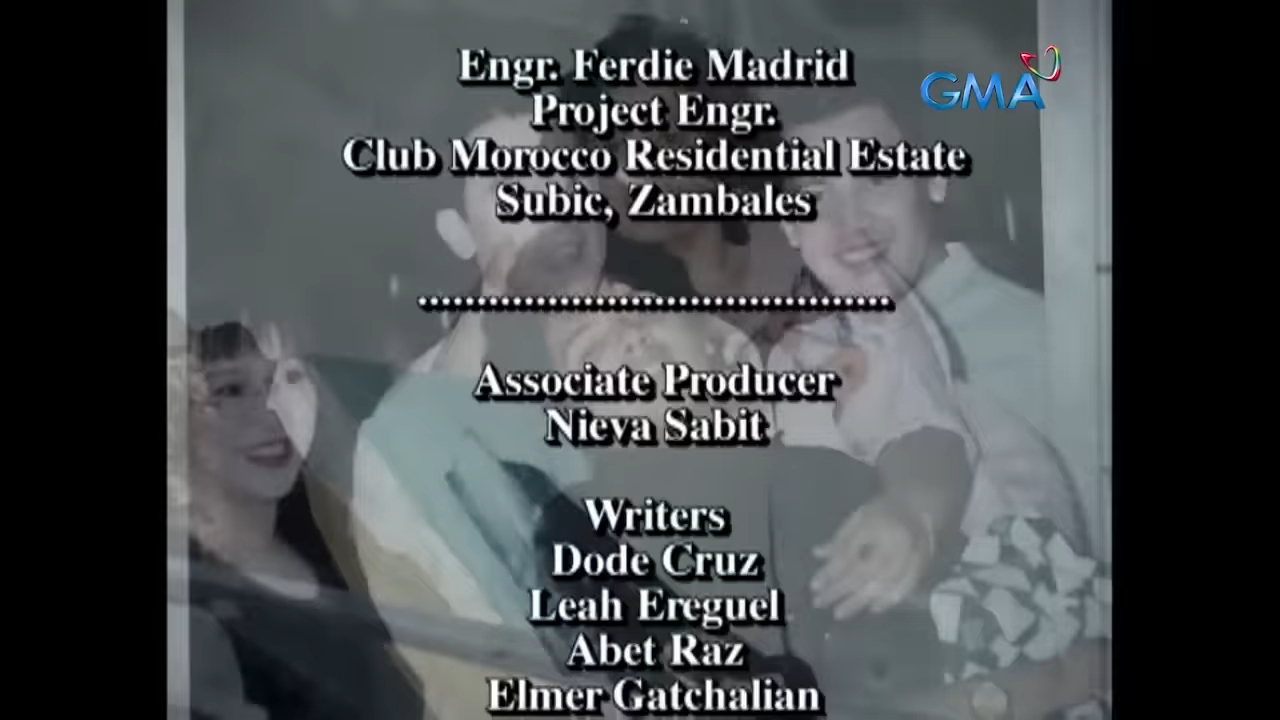 Engr. Ferdie Madrid
GMA
Project Engr.
Club Morocco Residential Estate
Subic, Zambales
........................................
Associate Producer
Nieva Sabit
Writers
Dode Cruz
Leah Ereguel
Abet Raz
Elmer Gatchalian